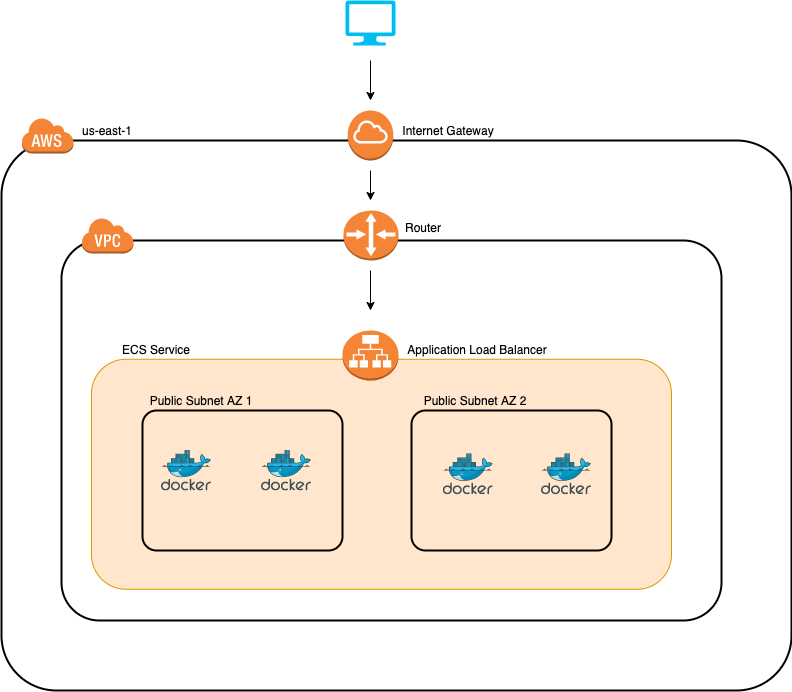 AWS
us-east-1
Internet Gateway
VPC
Router
ECS Service
Application Load Balancer
Public Subnet AZ 1
Public Subnet AZ 2
docker
docker
docker
docker